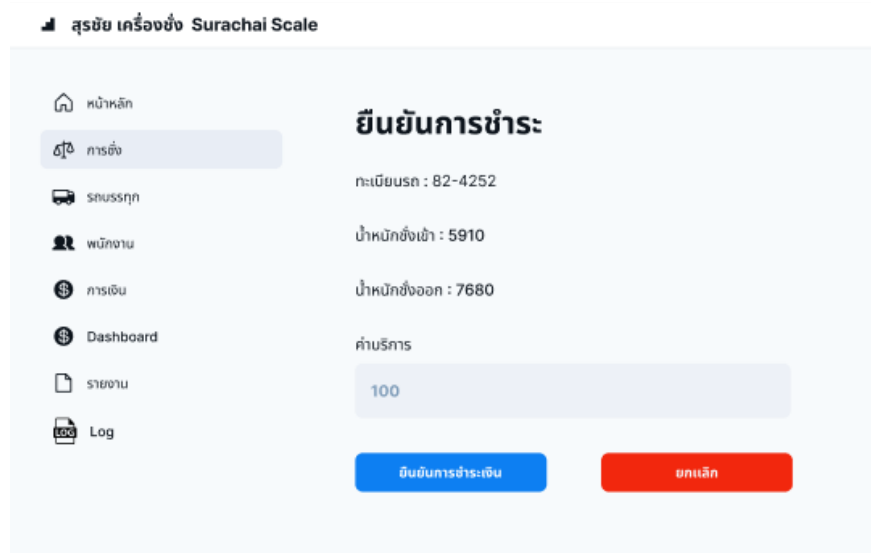 สุรชัย เครื่องชั่ง Surachai Scale
หน้าหลัก
การชั่ง
รถบรรทุก
พนักงาน
การเงิน
Dashboard
รายงาน
LOG
Log
ยืนยันการชำระ
ทะเบียนรถ : 82-4252
น้ำหนักชั่งเข้า : 5910
น้ำหนักชั่งออก : 7680
ค่าบริการ
100
ยืนยันการชำระเงิน
ยกแลิก